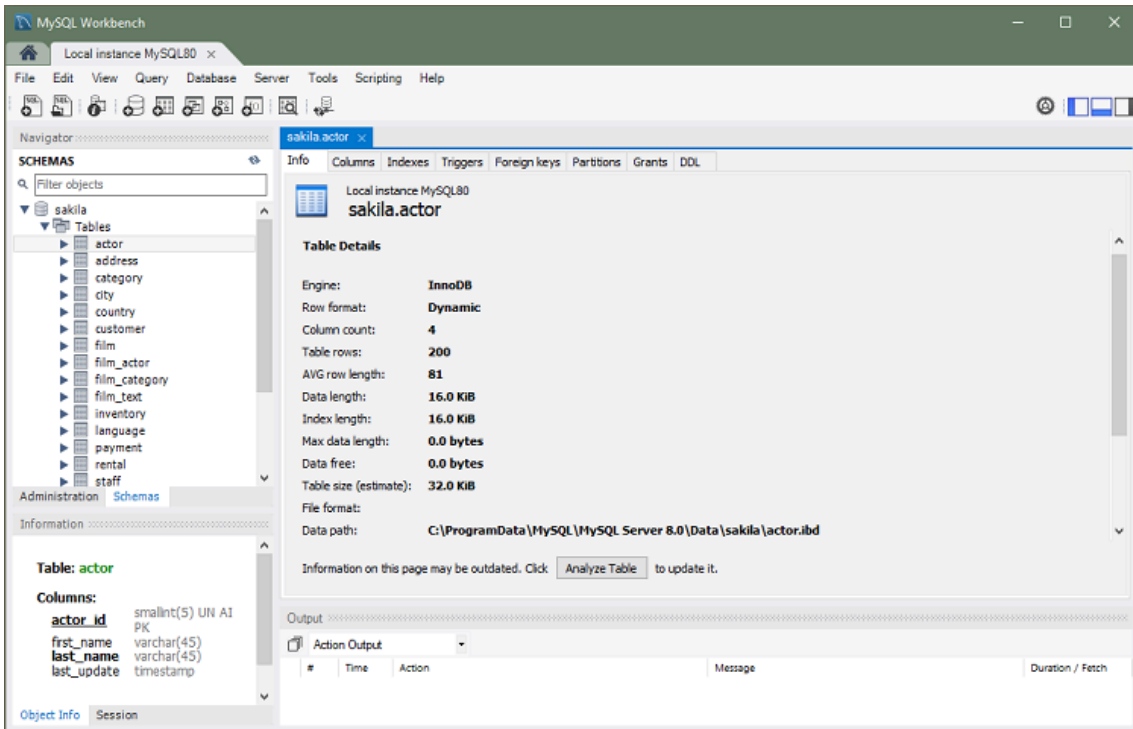 MySQL Workbench
Local instance MySQL80
File Edit View Query Database Server Tools Scripting Help
Navigator
SCHEMAS
Filter objects
sakila
Tables
actor
address
category
city
country
customer
film
film_actor
film_category
film_text
inventory
language
payment
rental
staff
Administration Schemas
Information
Table: actor
Columns:
actor_id smallint(5) UN AI PK
first_name varchar(45)
last_name varchar(45)
last_update timestamp
Object Info Session
sakila.actor
Info Columns Indexes Triggers Foreign keys Partitions Grants DDL
Local instance MySQL80
sakila.actor
Table Details
Engine: InnoDB
Row format: Dynamic
Column count: 4
Table rows: 200
AVG row length: 81
Data length: 16.0 KiB
Index length: 16.0 KiB
Max data length: 0.0 bytes
Data free: 0.0 bytes
Table size (estimate): 32.0 KiB
File format:
Data path: C:\ProgramData\MySQL\MySQL Server 8.0\Data\sakila\actor.ibd
Information on this page may be outdated. Click Analyze Table to update it.
Output
Action Output
# Time Action Message Duration / Fetch